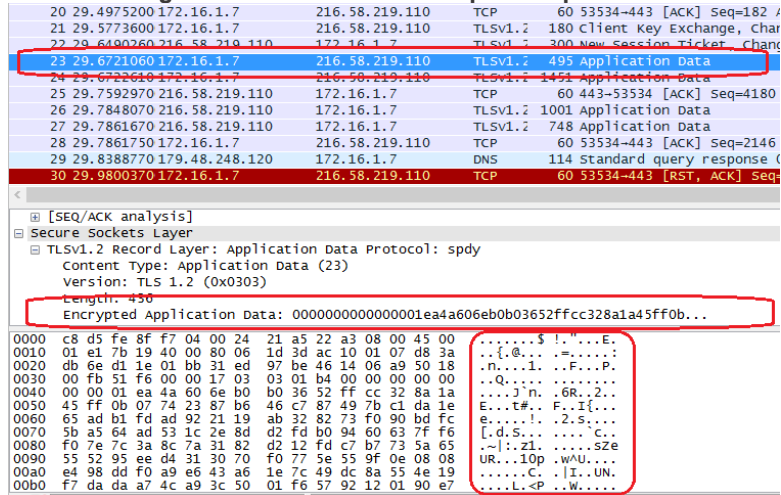 20 29.4975200 172.16.1.7 216.58.219.110 TCP 60 53534→443 [ACK] Seq=182 A
21 29.5773600 172.16.1.7 216.58.219.110 TLSv1.2 180 Client Key Exchange, Chan
22 29.6490260 216.58.219.110 172.16.1.7 TLSv1.2 300 New Session Ticket, Chang
23 29.6721060 172.16.1.7 216.58.219.110 TLSv1.2 495 Application Data
24 29.6722610 172.16.1.7 216.58.219.110 TLSv1.2 1451 Application Data
25 29.7592970 216.58.219.110 172.16.1.7 TCP 60 443→53534 [ACK] Seq=4180
26 29.7848070 216.58.219.110 172.16.1.7 TLSv1.2 1001 Application Data
27 29.7861670 216.58.219.110 172.16.1.7 TLSv1.2 748 Application Data
28 29.7861750 172.16.1.7 216.58.219.110 TCP 60 53534→443 [ACK] Seq=2146
29 29.8388770 179.48.248.120 172.16.1.7 DNS 114 Standard query response 0
30 29.9800370 172.16.1.7 216.58.219.110 TCP 60 53534→443 [RST, ACK] Seq=
[SEQ/ACK analysis]
Secure Sockets Layer
TLSv1.2 Record Layer: Application Data Protocol: spdy
Content Type: Application Data (23)
Version: TLS 1.2 (0x0303)
Length: 436
Encrypted Application Data: 0000000000000001ea4a606eb0b03652ffcc328a1a45ff0b...
0000 c8 d5 fe 8f f7 04 00 24 21 a5 22 a3 08 00 45 00 .......$ !."...E.
0010 01 e1 7b 19 40 00 80 06 1d 3d ac 10 01 07 d8 3a ..{.@... .=.....:
0020 db 6e d1 1e 01 bb 31 ed 97 be 46 14 06 a9 50 18 .n....1. ..F...P.
0030 00 fb 51 f6 00 00 17 03 03 01 b4 00 00 00 00 00 ..Q..... ........
0040 00 00 01 ea 4a 60 6e b0 b0 36 52 ff cc 32 8a 1a ....J`n. .6R..2..
0050 45 ff 0b 07 74 23 87 b6 46 c7 87 49 7b c1 da 1e E...t#.. F..I{...
0060 65 ad b1 fd ad 92 21 19 ab 32 82 73 f0 90 bd fc e.....!. .2.s....
0070 5b a5 64 ad 53 1c 2e 8d d2 fd b0 94 60 63 7f f6 [.d.S... ....`c..
0080 f0 7e 7c 3a 8c 7a 31 82 d2 12 fd c7 b7 73 5a 65 .~|:.z1. .....sZe
0090 55 52 95 ee d4 31 30 70 f0 77 5e 55 9f 0e 08 08 UR...10p .w^U....
00a0 e4 98 dd f0 a9 e6 43 a6 1e 7c 49 dc 8a 55 4e 19 ......C. .|I..UN.
00b0 f7 da da a7 4c a9 3c 50 01 f6 57 92 12 01 90 e7 ....L.<P ..W.....